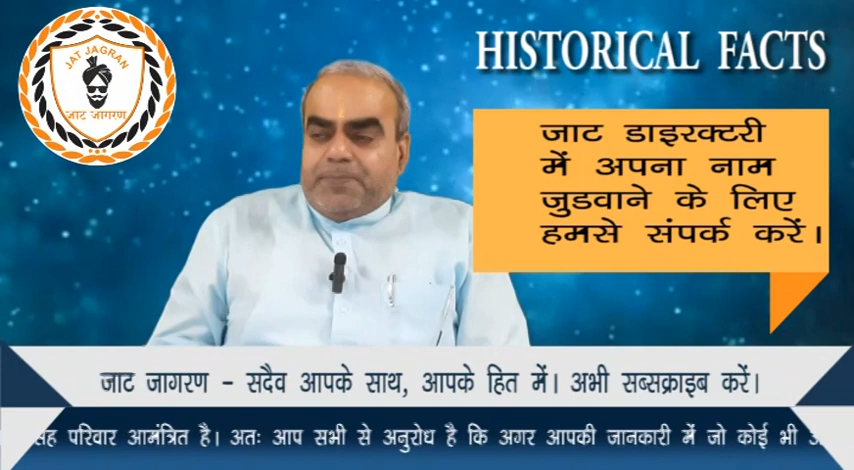 JAT JAGRAN
जाट जागरण
HISTORICAL FACTS
जाट डाइरक्टरी
में अपना नाम
जुडवाने के लिए
हमसे संपर्क करें।
जाट जागरण - सदैव आपके साथ, आपके हित में। अभी सब्सक्राइब करें।
सह परिवार आमंत्रित है। अतः आप सभी से अनुरोध है कि अगर आपकी जानकारी में जो कोई भी